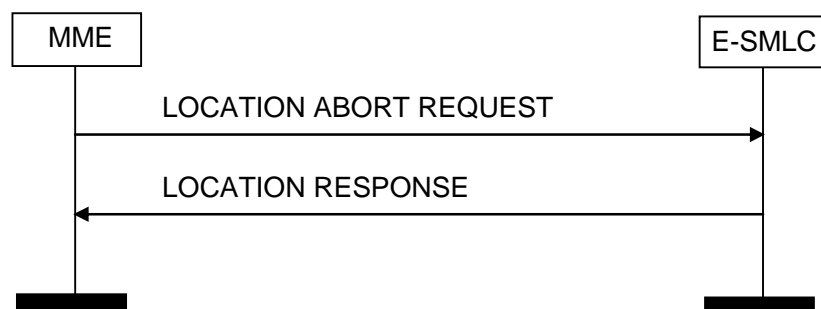 MME
E-SMLC
LOCATION ABORT REQUEST
LOCATION RESPONSE